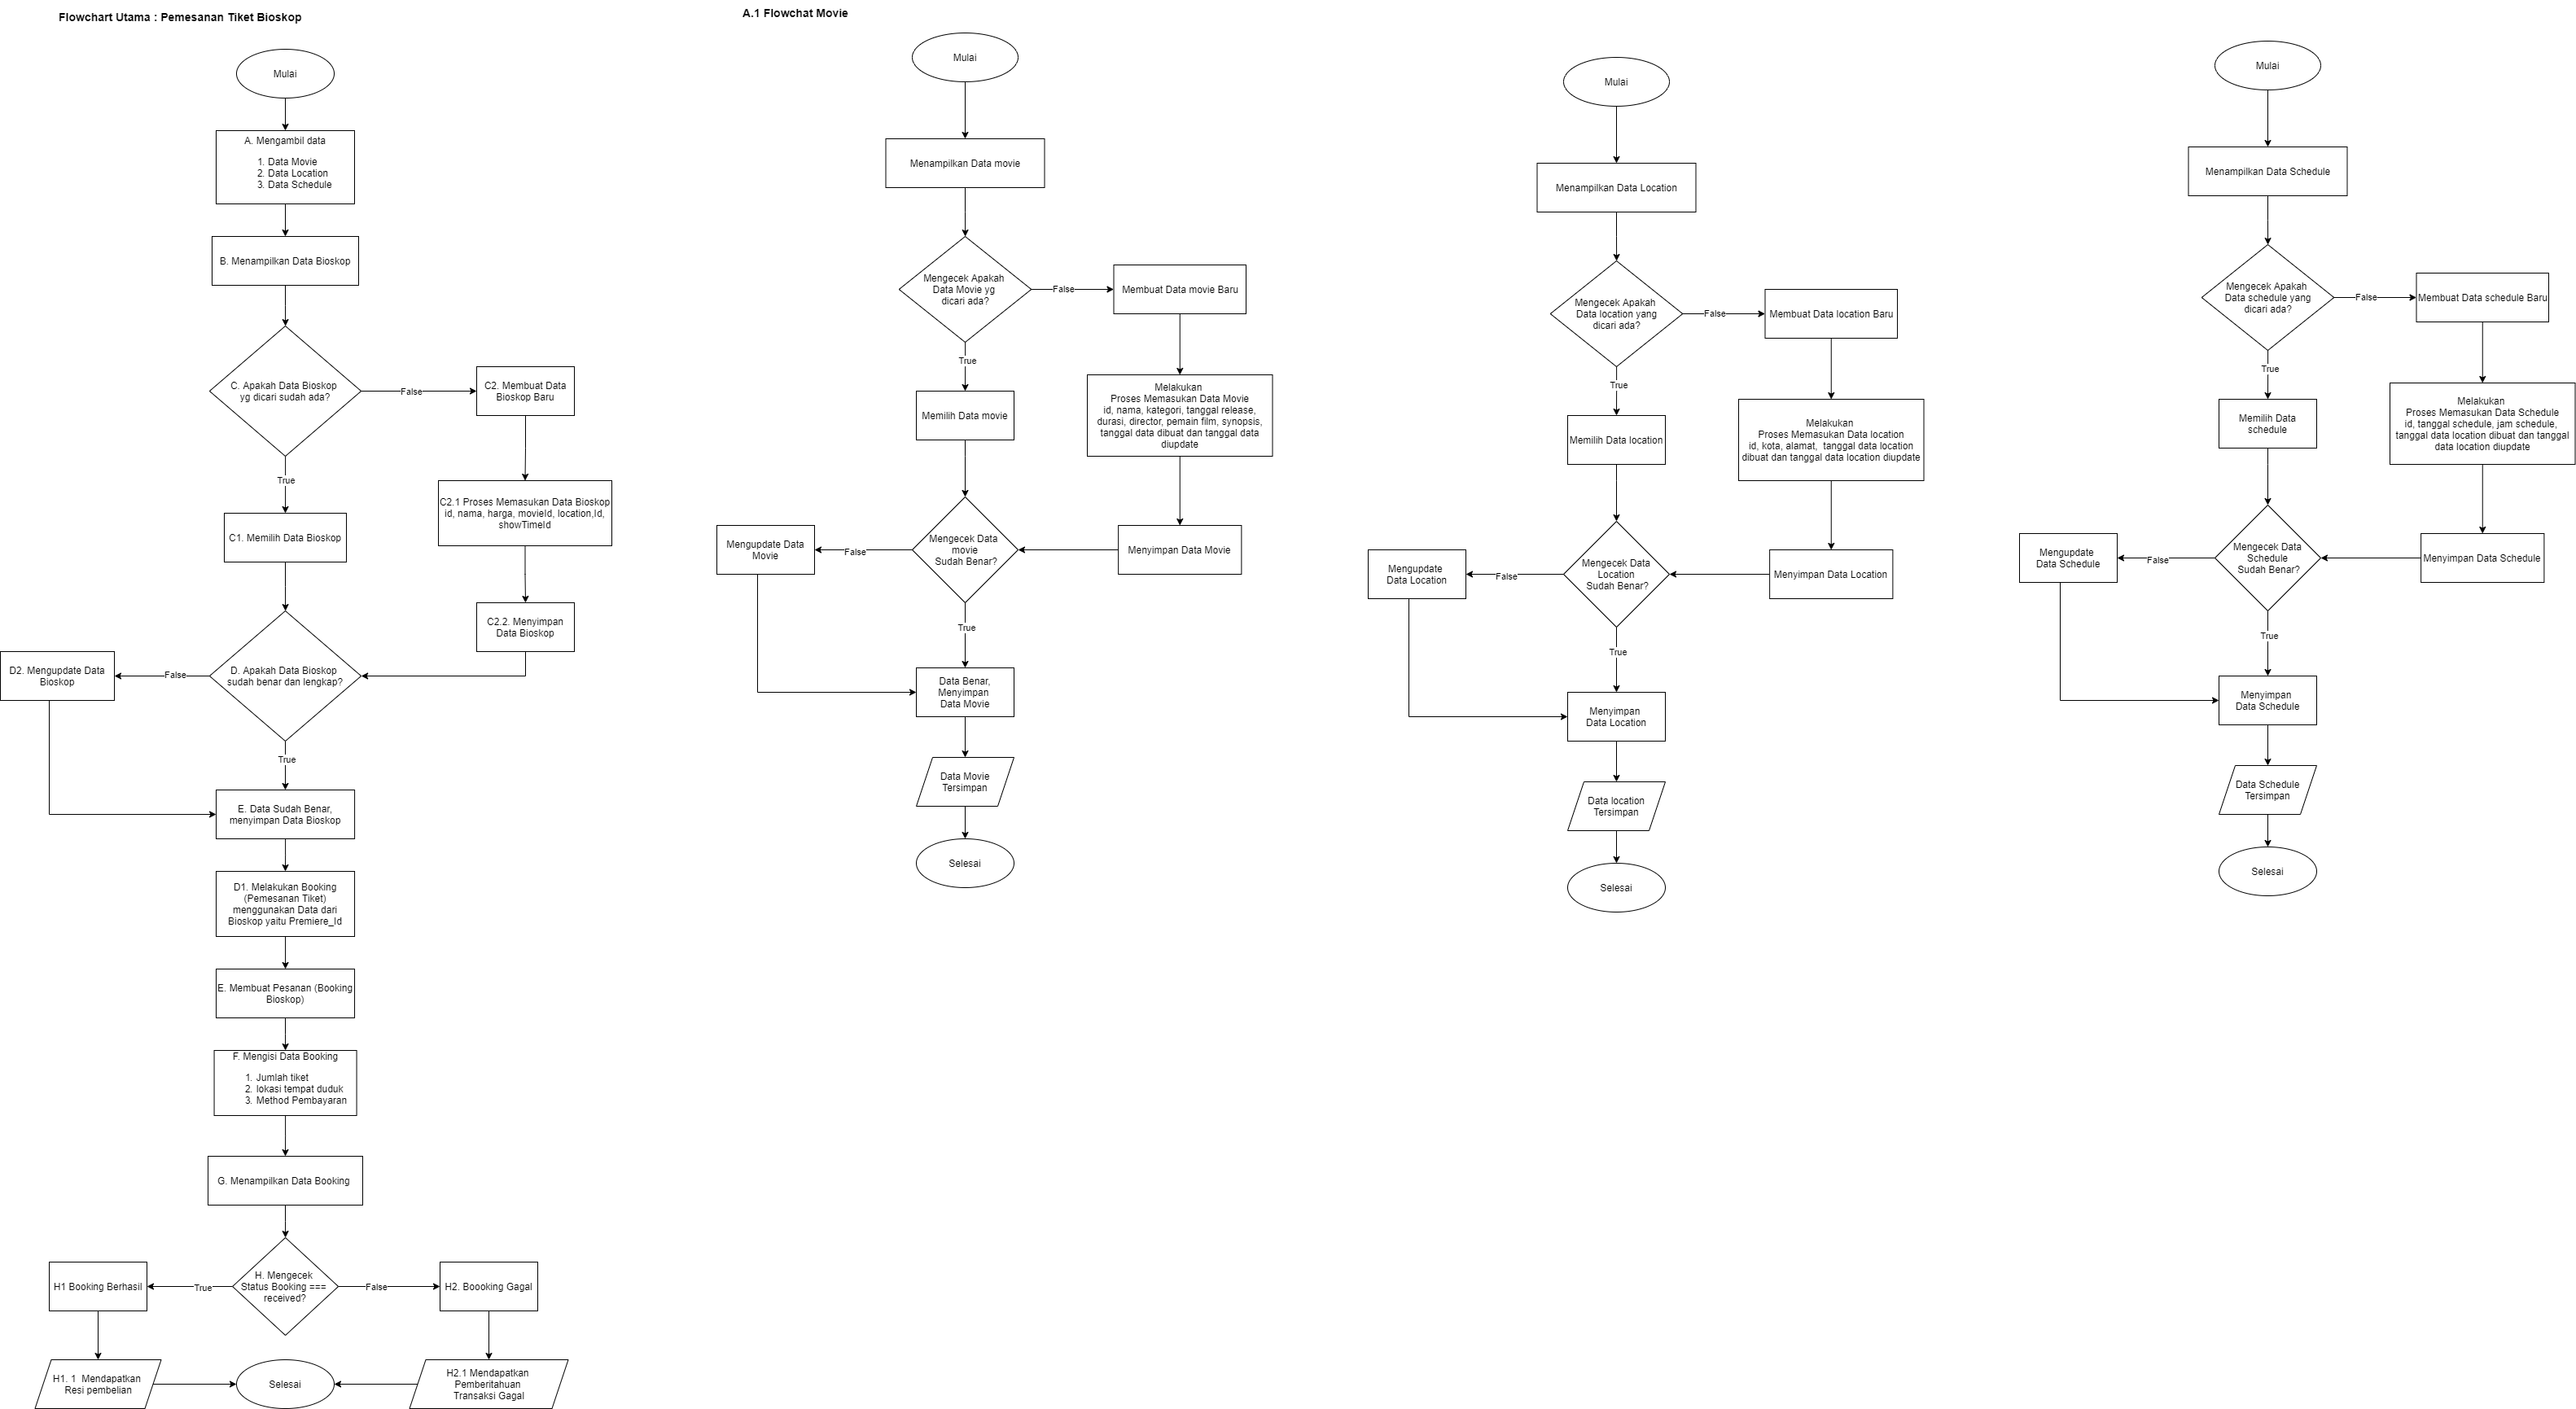 Flowchart Utama : Pemesanan Tiket Bioskop
Mulai
A. Mengambil data
1. Data Movie
2. Data Location
3. Data Schedule
B. Menampilkan Data Bioskop
C. Apakah Data Bioskop
yg dicari sudah ada?
False
C2. Membuat Data
Bioskop Baru
True
C2.1 Proses Memasukan Data Bioskop
id, nama, harga, movieId, location,Id,
showTimeId
C1. Memilih Data Bioskop
C2.2. Menyimpan
Data Bioskop
D. Apakah Data Bioskop
sudah benar dan lengkap?
False
D2. Mengupdate Data
Bioskop
True
E. Data Sudah Benar,
menyimpan Data Bioskop
D1. Melakukan Booking
(Pemesanan Tiket)
menggunakan Data dari
Bioskop yaitu Premiere_Id
E. Membuat Pesanan (Booking
Bioskop)
F. Mengisi Data Booking
1. Jumlah tiket
2. lokasi tempat duduk
3. Method Pembayaran
G. Menampilkan Data Booking
H. Mengecek
Status Booking ===
received?
True
H1 Booking Berhasil
False
H2. Boooking Gagal
H1. 1  Mendapatkan
Resi pembelian
Selesai
H2.1 Mendapatkan
Pemberitahuan
Transaksi Gagal
A.1 Flowchat Movie
Mulai
Menampilkan Data movie
Mengecek Apakah
Data Movie yg
dicari ada?
False
Membuat Data movie Baru
True
Memilih Data movie
Melakukan
Proses Memasukan Data Movie
id, nama, kategori, tanggal release,
durasi, director, pemain film, synopsis,
tanggal data dibuat dan tanggal data
diupdate
Mengupdate Data
Movie
False
Mengecek Data
movie
Sudah Benar?
Menyimpan Data Movie
True
Data Benar,
Menyimpan
Data Movie
Data Movie
Tersimpan
Selesai
Mulai
Menampilkan Data Location
Mengecek Apakah
Data location yang
dicari ada?
False
Membuat Data location Baru
True
Memilih Data location
Melakukan
Proses Memasukan Data location
id, kota, alamat,  tanggal data location
dibuat dan tanggal data location diupdate
Mengupdate
Data Location
False
Mengecek Data
Location
Sudah Benar?
Menyimpan Data Location
True
Menyimpan
Data Location
Data location
Tersimpan
Selesai
Mulai
Menampilkan Data Schedule
Mengecek Apakah
Data schedule yang
dicari ada?
False
Membuat Data schedule Baru
True
Memilih Data
schedule
Melakukan
Proses Memasukan Data Schedule
id, tanggal schedule, jam schedule,
tanggal data location dibuat dan tanggal
data location diupdate
Mengupdate
Data Schedule
False
Mengecek Data
Schedule
Sudah Benar?
Menyimpan Data Schedule
True
Menyimpan
Data Schedule
Data Schedule
Tersimpan
Selesai